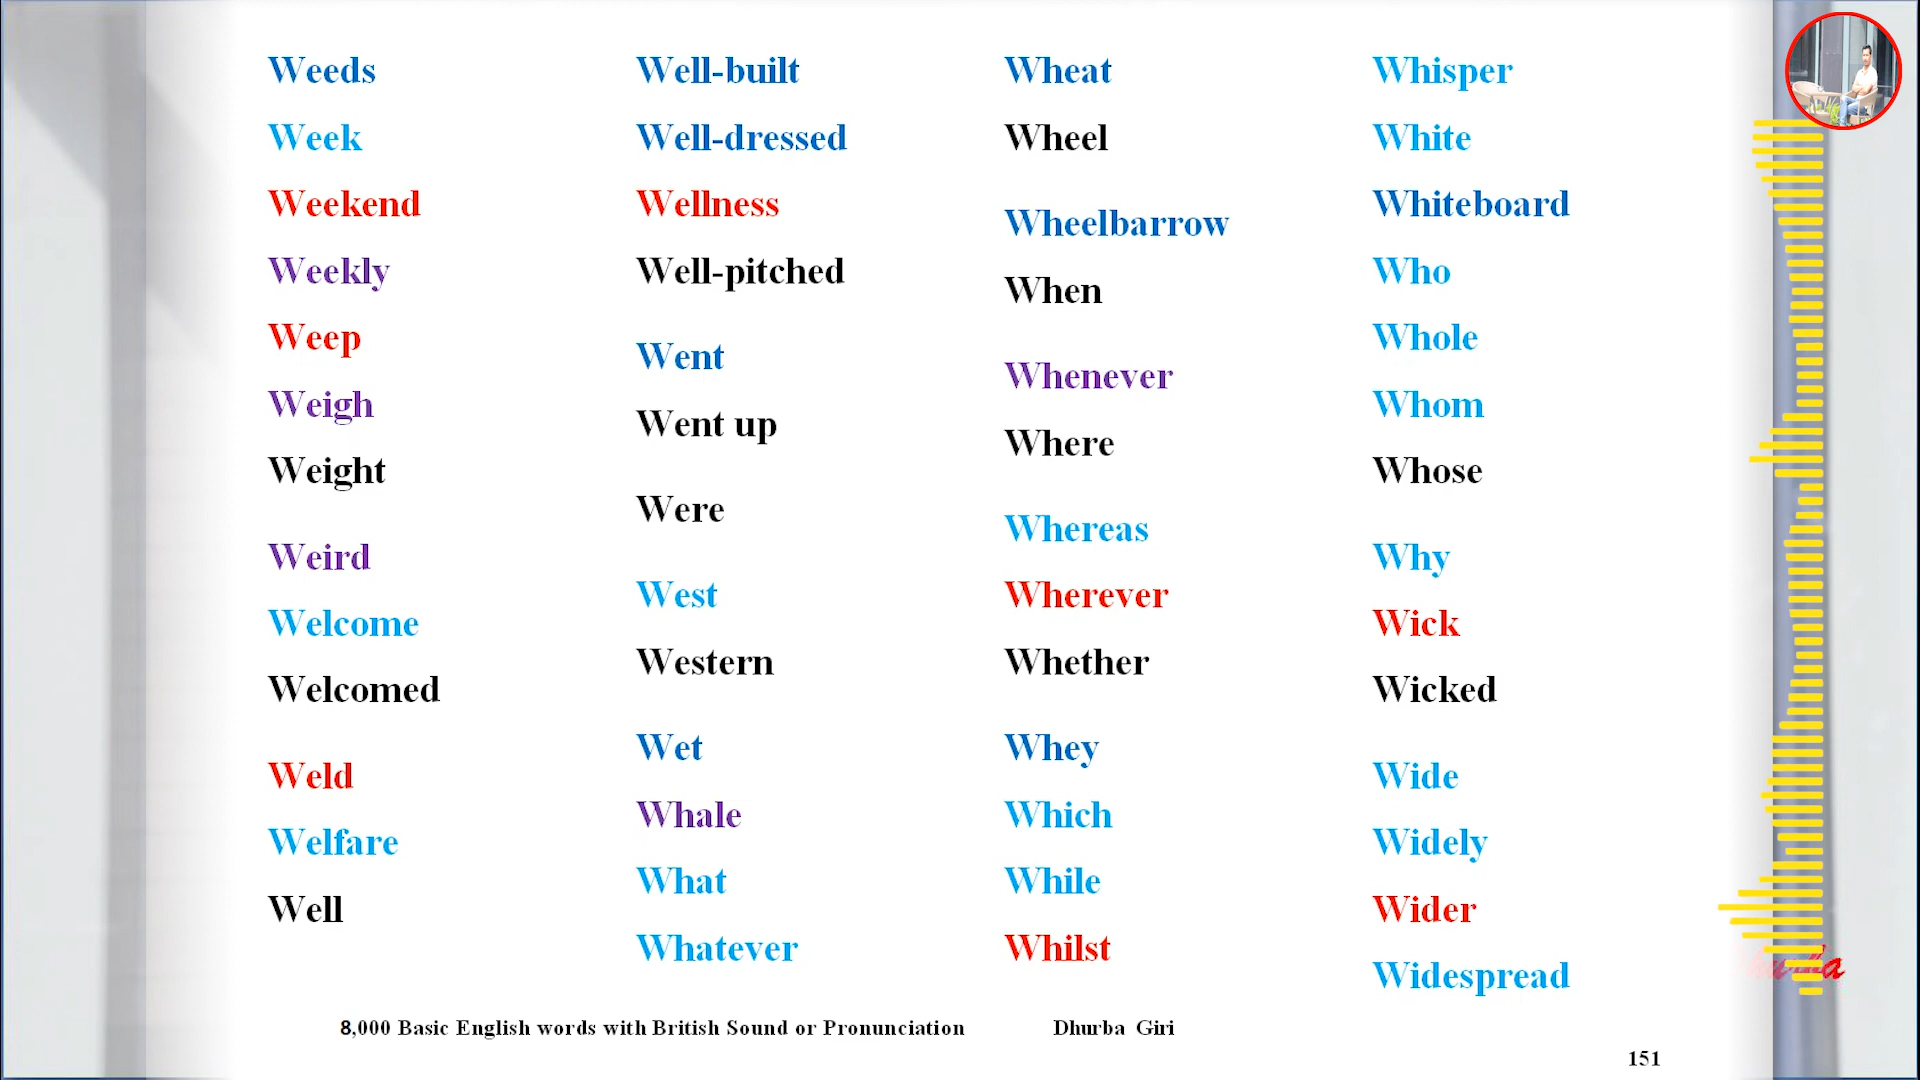 Weeds
Week
Weekend
Weekly
Weep
Weigh
Weight
Weird
Welcome
Welcomed
Weld
Welfare
Well
Well-built
Well-dressed
Wellness
Well-pitched
Went
Went up
Were
West
Western
Wet
Whale
What
Whatever
Wheat
Wheel
Wheelbarrow
When
Whenever
Where
Whereas
Wherever
Whether
Whey
Which
While
Whilst
Whisper
White
Whiteboard
Who
Whole
Whom
Whose
Why
Wick
Wicked
Wide
Widely
Wider
Widespread
8,000 Basic English words with British Sound or Pronunciation Dhurba Giri
151